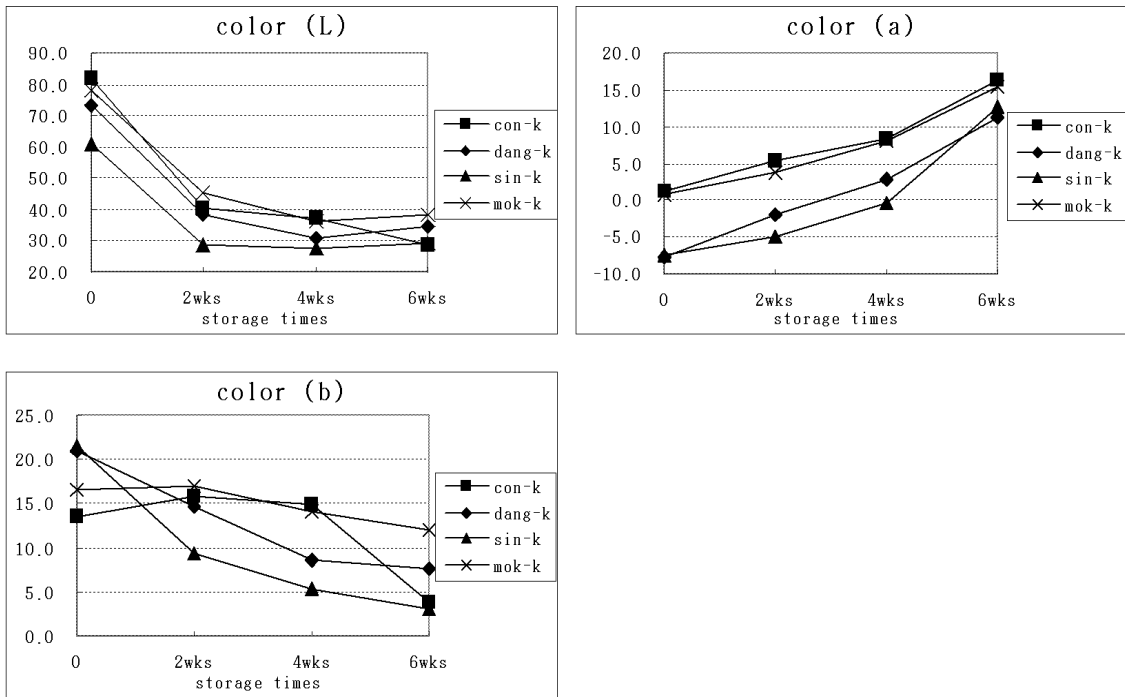 color (L)
90.0
80.0
70.0
60.0
50.0
40.0
30.0
20.0
0 2wks 4wks 6wks
storage times
con-k
dang-k
sin-k
mok-k
color (a)
20.0
15.0
10.0
5.0
0.0
-5.0
-10.0
0 2wks 4wks 6wks
storage times
con-k
dang-k
sin-k
mok-k
color (b)
25.0
20.0
15.0
10.0
5.0
0.0
0 2wks 4wks 6wks
storage times
con-k
dang-k
sin-k
mok-k